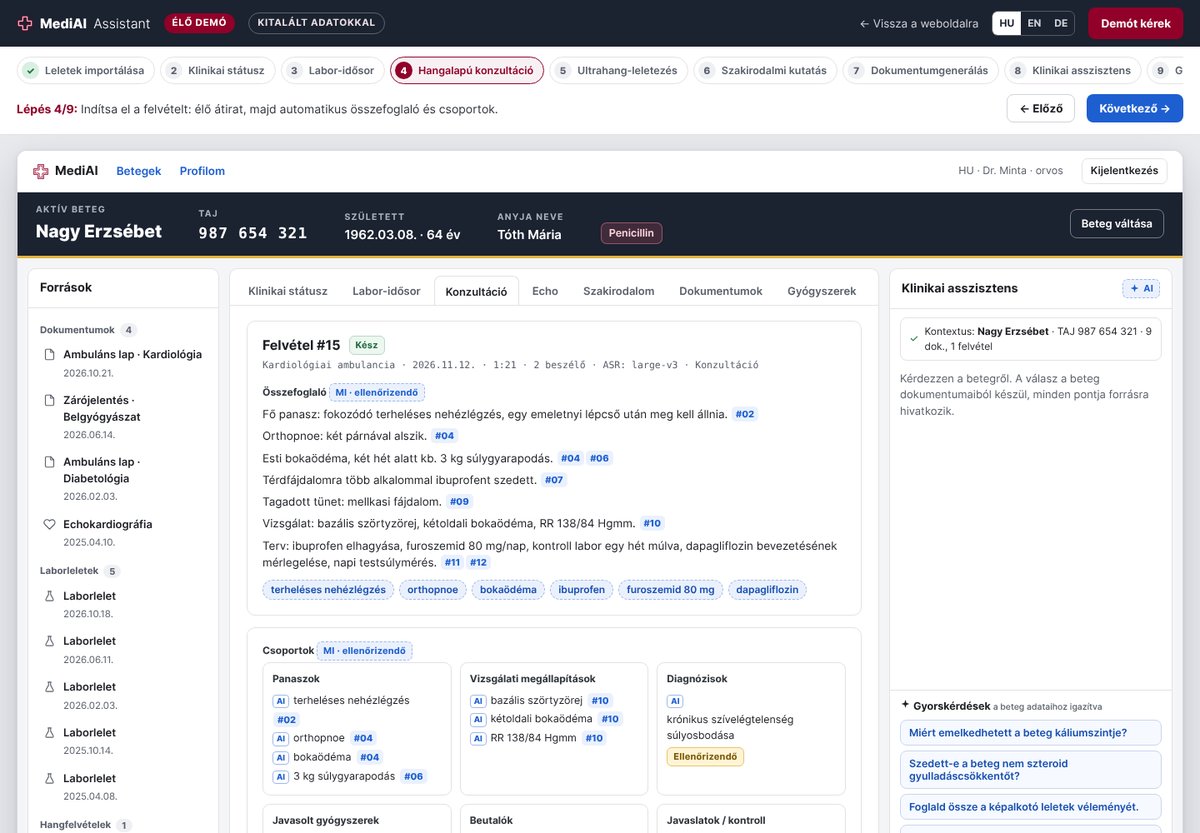 MediAI Assistant ÉLŐ DEMÓ KITALÁLT ADATOKKAL ← Vissza a weboldalra HU EN DE Demót kérek
✓ Leletek importálása 2 Klinikai státusz 3 Labor-idősor 4 Hangalapú konzultáció 5 Ultrahang-leletezés 6 Szakirodalmi kutatás 7 Dokumentumgenerálás 8 Klinikai asszisztens 9 G
Lépés 4/9: Indítsa el a felvételt: élő átirat, majd automatikus összefoglaló és csoportok. ← Előző Következő →
MediAI Betegek Profilom HU · Dr. Minta · orvos Kijelentkezés
AKTÍV BETEG
Nagy Erzsébet
TAJ
987 654 321
SZÜLETETT
1962.03.08. · 64 év
ANYJA NEVE
Tóth Mária
Penicillin
Beteg váltása
Források
Dokumentumok 4
Ambuláns lap · Kardiológia
2026.10.21.
Zárójelentés ·
Belgyógyászat
2026.06.14.
Ambuláns lap ·
Diabetológia
2026.02.03.
Echokardiográfia
2025.04.10.
Laborleletek 5
Laborlelet
2026.10.18.
Laborlelet
2026.06.11.
Laborlelet
2026.02.03.
Laborlelet
2025.10.14.
Laborlelet
2025.04.08.
Hangfelvételek 1
Klinikai státusz Labor-idősor Konzultáció Echo Szakirodalom Dokumentumok Gyógyszerek
Felvétel #15 Kész
Kardiológiai ambulancia · 2026.11.12. · 1:21 · 2 beszélő · ASR: large-v3 · Konzultáció
Összefoglaló MI · ellenőrizendő
Fő panasz: fokozódó terheléses nehézlégzés, egy emeletnyi lépcső után meg kell állnia. #02
Orthopnoe: két párnával alszik. #04
Esti bokaödéma, két hét alatt kb. 3 kg súlygyarapodás. #04 #06
Térdfájdalomra több alkalommal ibuprofent szedett. #07
Tagadott tünet: mellkasi fájdalom. #09
Vizsgálat: bazális szörtyzörej, kétoldali bokaödéma, RR 138/84 Hgmm. #10
Terv: ibuprofen elhagyása, furoszemid 80 mg/nap, kontroll labor egy hét múlva, dapagliflozin bevezetésének
mérlegelése, napi testsúlymérés. #11 #12
terheléses nehézlégzés orthopnoe bokaödéma ibuprofen furoszemid 80 mg dapagliflozin
Csoportok MI · ellenőrizendő
Panaszok
AI terheléses nehézlégzés
#02
AI orthopnoe #04
AI bokaödéma #04
AI 3 kg súlygyarapodás #06
Vizsgálati megállapítások
AI bazális szörtyzörej #10
AI kétoldali bokaödéma #10
AI RR 138/84 Hgmm #10
Diagnózisok
AI
krónikus szívelégtelenség
súlyosbodása
Ellenőrizendő
Javasolt gyógyszerek
Beutalók
Javaslatok / kontroll
Klinikai asszisztens AI
Kontextus: Nagy Erzsébet · TAJ 987 654 321 · 9
dok., 1 felvétel
Kérdezzen a betegről. A válasz a beteg
dokumentumaiból készül, minden pontja forrásra
hivatkozik.
Gyorskérdések a beteg adataihoz igazítva
Miért emelkedhetett a beteg káliumszintje?
Szedett-e a beteg nem szteroid
gyulladáscsökkentőt?
Foglald össze a képalkotó leletek véleményét.